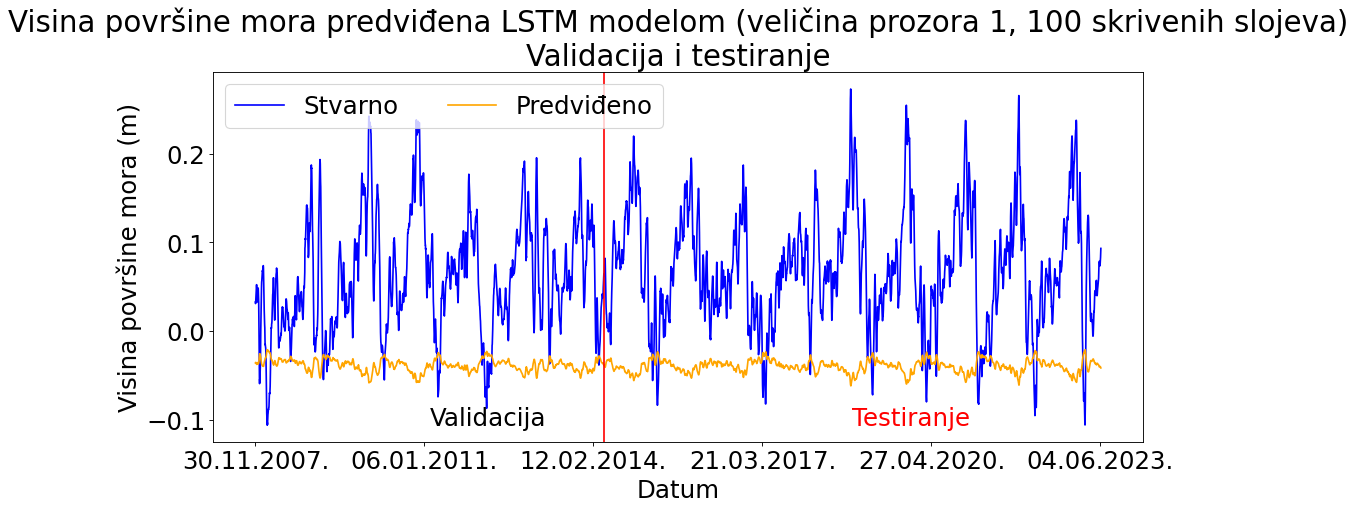 Visina površine mora predviđena LSTM modelom (veličina prozora 1, 100 skrivenih slojeva)
Validacija i testiranje
Stvarno
Predviđeno
Visina površine mora (m)
0.2
0.1
0.0
−0.1
Validacija
Testiranje
30.11.2007.
06.01.2011.
12.02.2014.
21.03.2017.
27.04.2020.
04.06.2023.
Datum